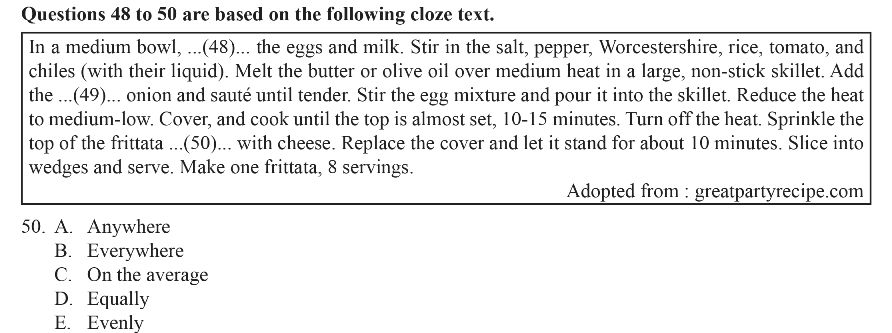 Questions 48 to 50 are based on the following cloze text.
In a medium bowl, ...(48)... the eggs and milk. Stir in the salt, pepper, Worcestershire, rice, tomato, and
chiles (with their liquid). Melt the butter or olive oil over medium heat in a large, non-stick skillet. Add
the ...(49)... onion and sauté until tender. Stir the egg mixture and pour it into the skillet. Reduce the heat
to medium-low. Cover, and cook until the top is almost set, 10-15 minutes. Turn off the heat. Sprinkle the
top of the frittata ...(50)... with cheese. Replace the cover and let it stand for about 10 minutes. Slice into
wedges and serve. Make one frittata, 8 servings.
Adopted from : greatpartyrecipe.com
50. A. Anywhere
B. Everywhere
C. On the average
D. Equally
E. Evenly